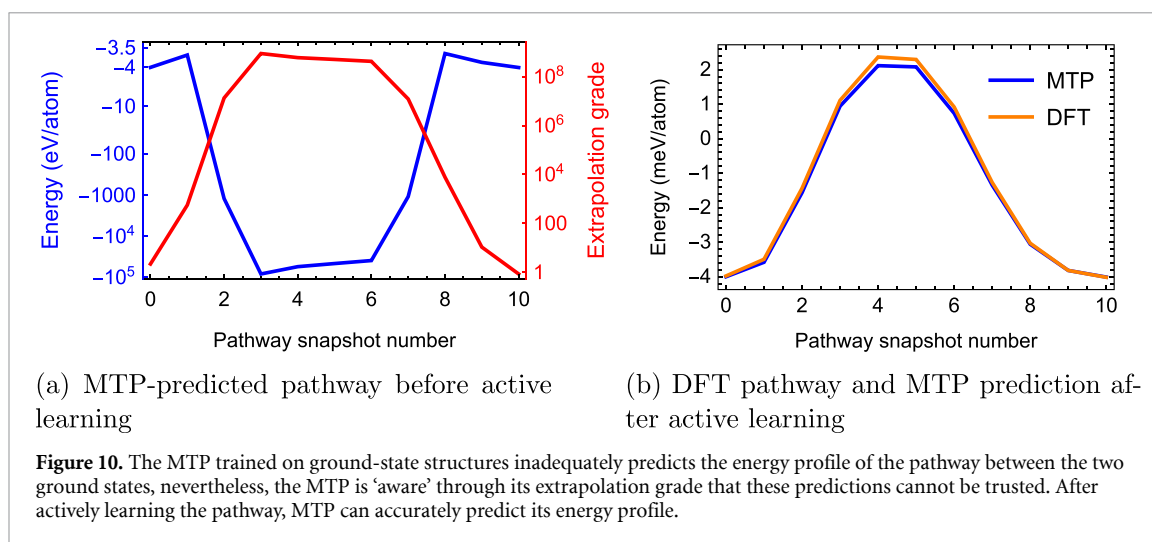 −3.5
−4
−10
−100
−1000
−10⁴
−10⁵
Energy (eV/atom)
10⁸
10⁶
10⁴
100
1
Extrapolation grade
0 2 4 6 8 10
Pathway snapshot number
2
1
0
−1
−2
−3
−4
Energy (meV/atom)
MTP
DFT
0 2 4 6 8 10
Pathway snapshot number
(a) MTP-predicted pathway before active
learning
(b) DFT pathway and MTP prediction af-
ter active learning
Figure 10. The MTP trained on ground-state structures inadequately predicts the energy profile of the pathway between the two
ground states, nevertheless, the MTP is ‘aware’ through its extrapolation grade that these predictions cannot be trusted. After
actively learning the pathway, MTP can accurately predict its energy profile.